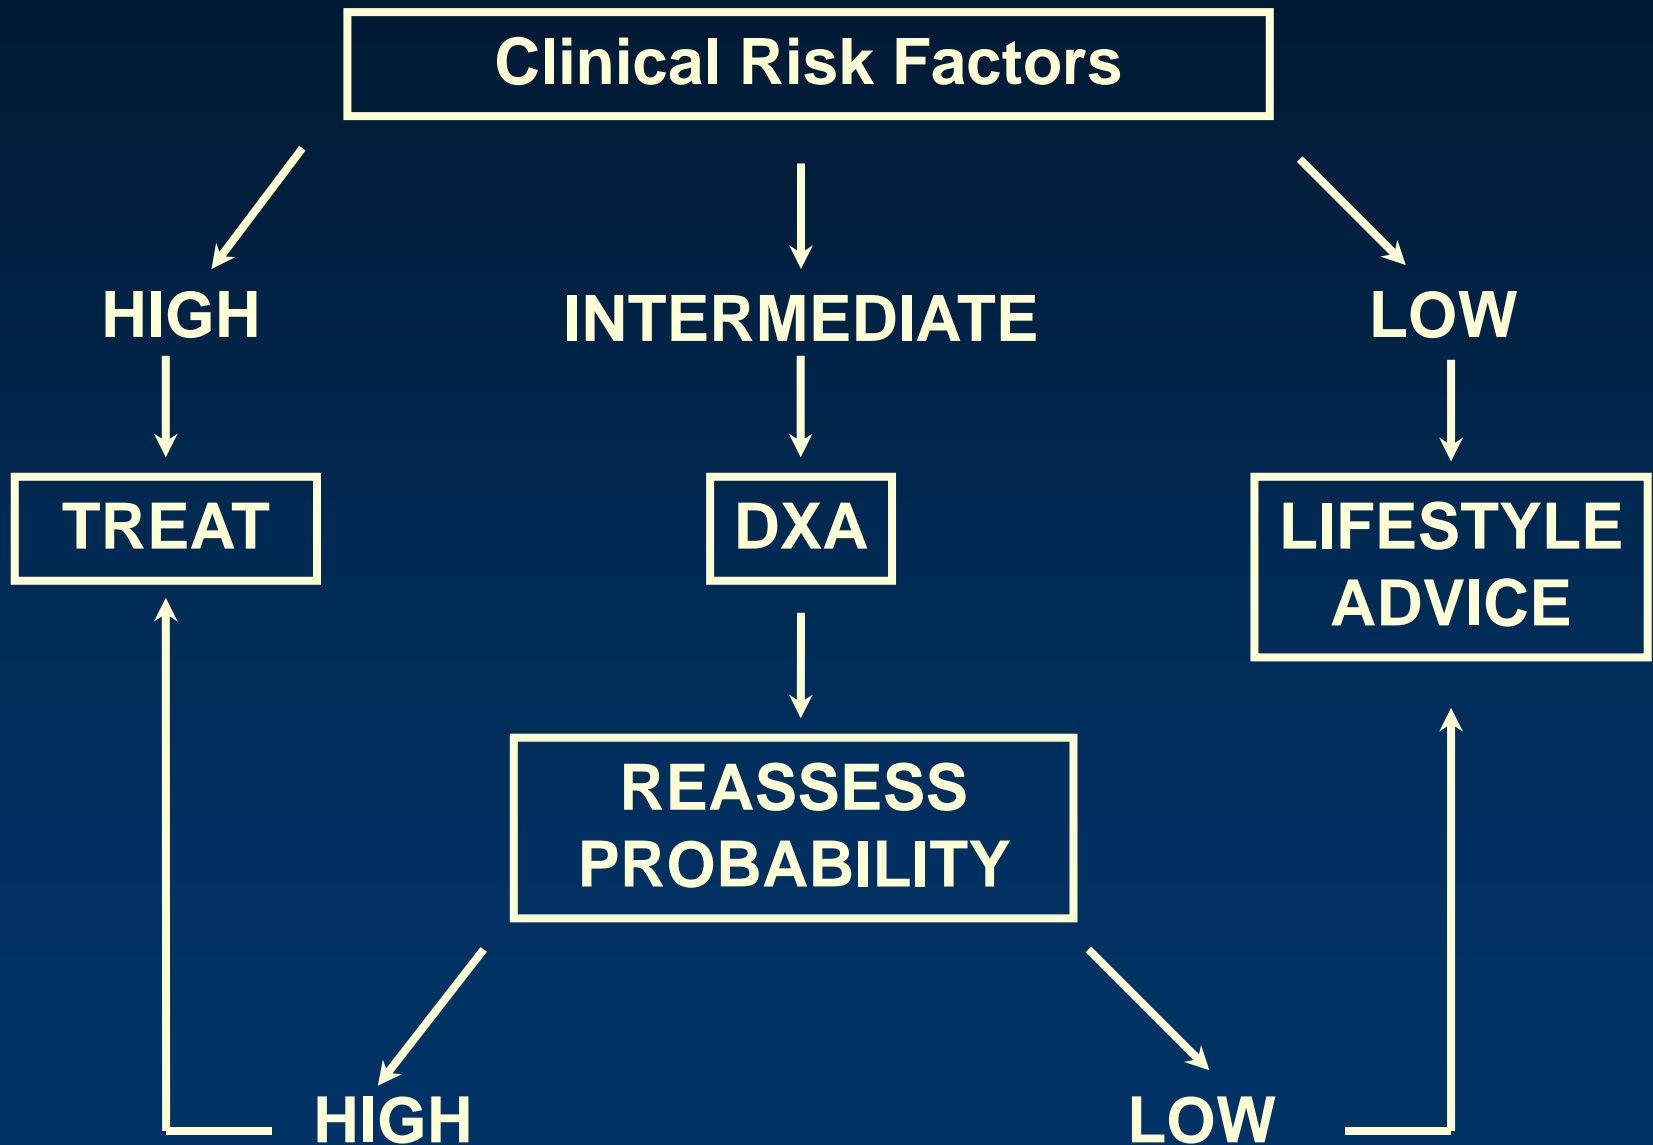 Clinical Risk Factors
HIGH
INTERMEDIATE
LOW
TREAT
DXA
LIFESTYLE
ADVICE
REASSESS
PROBABILITY
HIGH
LOW